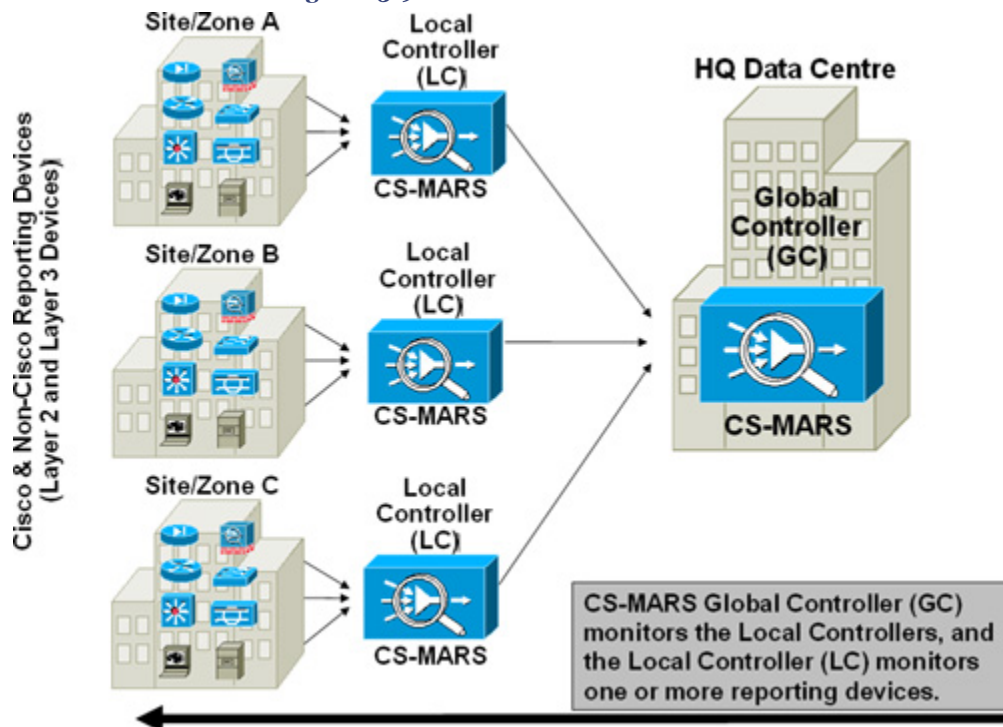 Site/Zone A
Local
Controller
(LC)
CS-MARS
HQ Data Centre
Global
Controller
(GC)
CS-MARS
Cisco & Non-Cisco Reporting Devices
(Layer 2 and Layer 3 Devices)
Site/Zone B
Local
Controller
(LC)
CS-MARS
Site/Zone C
Local
Controller
(LC)
CS-MARS
CS-MARS Global Controller (GC)
monitors the Local Controllers, and
the Local Controller (LC) monitors
one or more reporting devices.